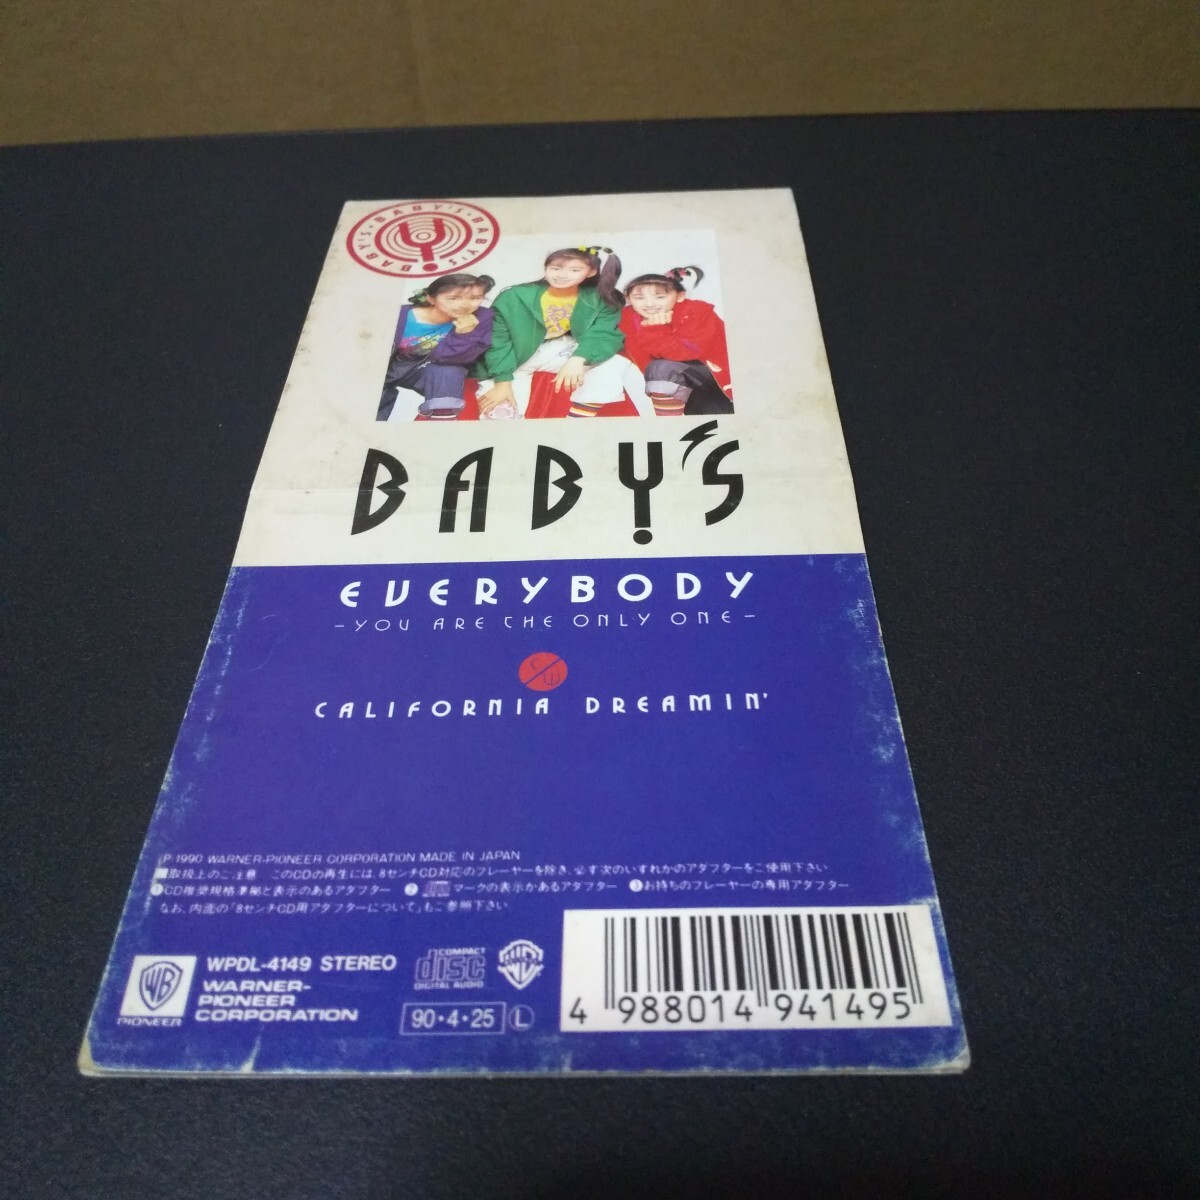 BABY'S・BABY'S・BABY'S・BABY'S
BABY'S
EVERYBODY
-YOU ARE THE ONLY ONE-
C/W
CALIFORNIA DREAMIN'
P 1990 WARNER-PIONEER CORPORATION MADE IN JAPAN
■取扱上のご注意 このCDの再生には、8センチCD対応のプレーヤーを除き、必ず次のいずれかのアダプターをご使用下さい
①CD推奨規格準拠と表示のあるアダプター ② マークの表示があるアダプター ③お持ちのプレーヤーの専用アダプター
なお、内面の「8センチCD用アダプターについて」もご参照下さい
WB
PIONEER
WPDL-4149 STEREO
WARNER-
PIONEER
CORPORATION
COMPACT
disc
DIGITAL AUDIO
90・4・25 L
4 988014 941495